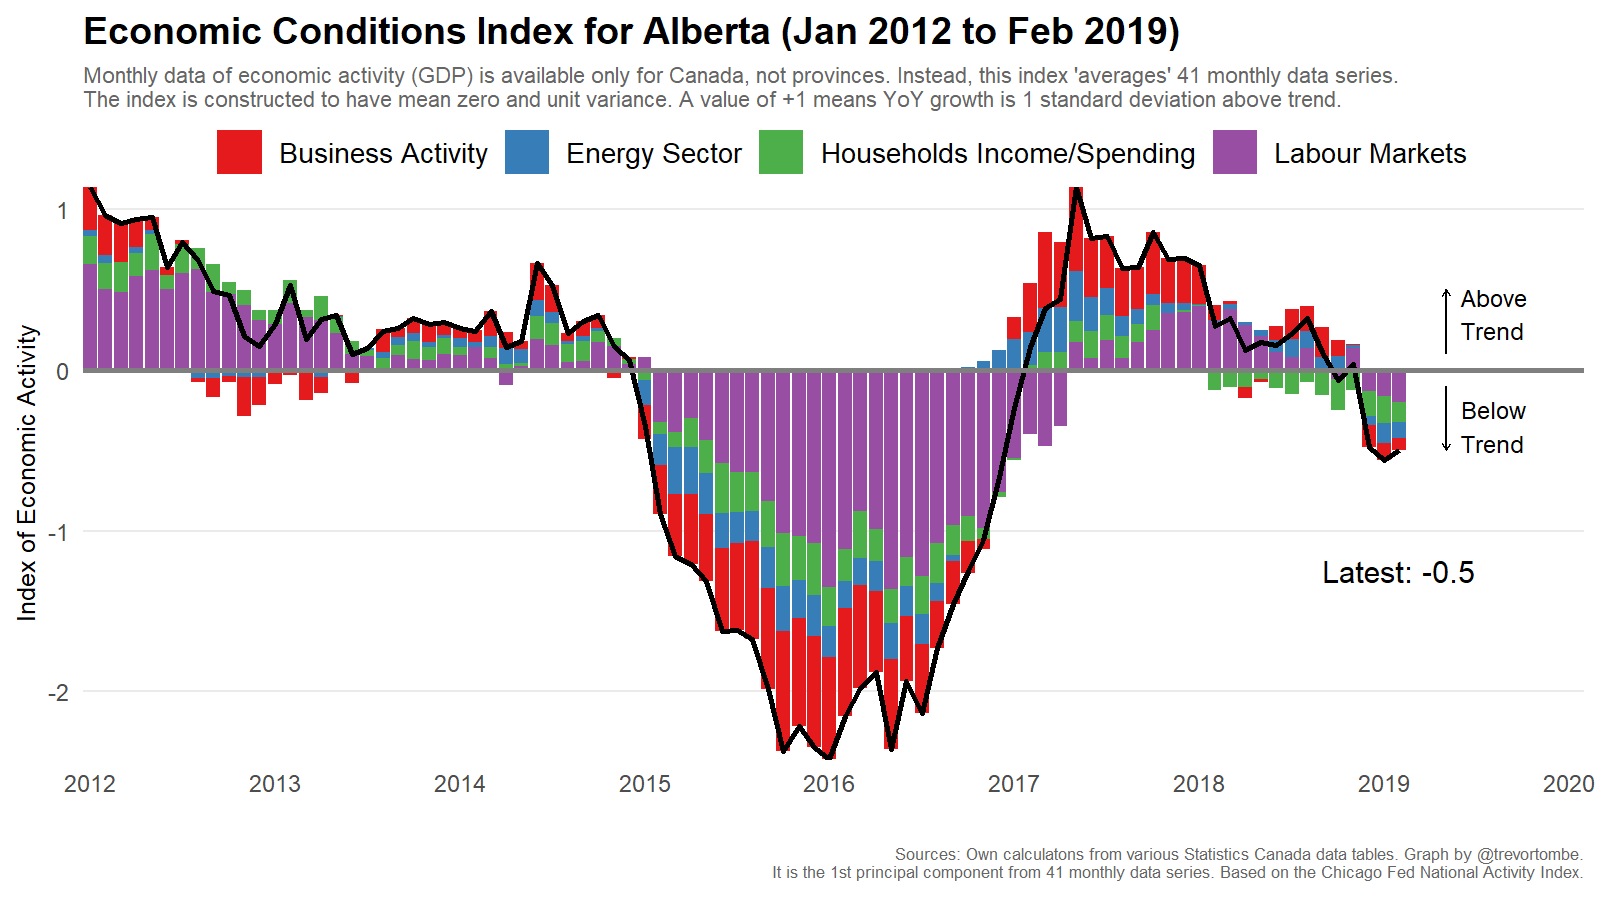 Economic Conditions Index for Alberta (Jan 2012 to Feb 2019)
Monthly data of economic activity (GDP) is available only for Canada, not provinces. Instead, this index 'averages' 41 monthly data series.
The index is constructed to have mean zero and unit variance. A value of +1 means YoY growth is 1 standard deviation above trend.
Business Activity Energy Sector Households Income/Spending Labour Markets
Index of Economic Activity
1
0
-1
-2
Above
Trend
Below
Trend
Latest: -0.5
2012 2013 2014 2015 2016 2017 2018 2019 2020
Sources: Own calculatons from various Statistics Canada data tables. Graph by @trevortombe.
It is the 1st principal component from 41 monthly data series. Based on the Chicago Fed National Activity Index.